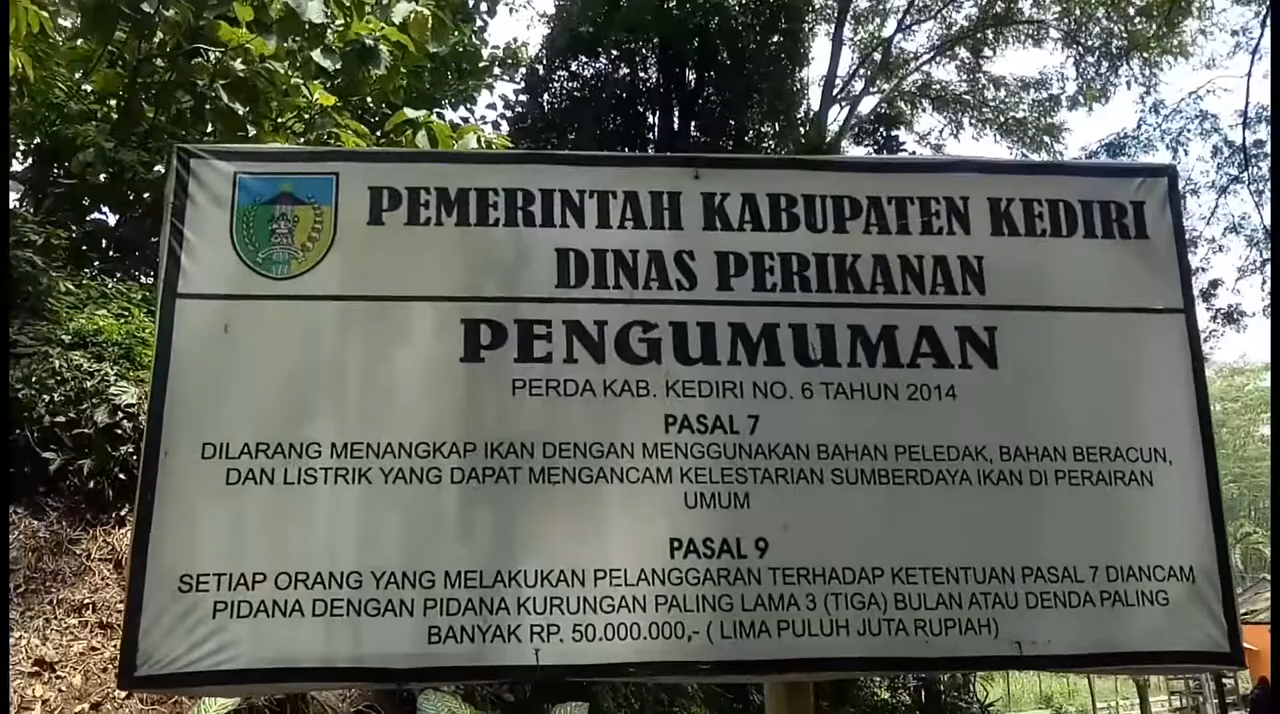 PEMERINTAH KABUPATEN KEDIRI
DINAS PERIKANAN
PENGUMUMAN
PERDA KAB. KEDIRI NO. 6 TAHUN 2014
PASAL 7
DILARANG MENANGKAP IKAN DENGAN MENGGUNAKAN BAHAN PELEDAK, BAHAN BERACUN,
DAN LISTRIK YANG DAPAT MENGANCAM KELESTARIAN SUMBERDAYA IKAN DI PERAIRAN
UMUM
PASAL 9
SETIAP ORANG YANG MELAKUKAN PELANGGARAN TERHADAP KETENTUAN PASAL 7 DIANCAM
PIDANA DENGAN PIDANA KURUNGAN PALING LAMA 3 (TIGA) BULAN ATAU DENDA PALING
BANYAK RP. 50.000.000,- ( LIMA PULUH JUTA RUPIAH)